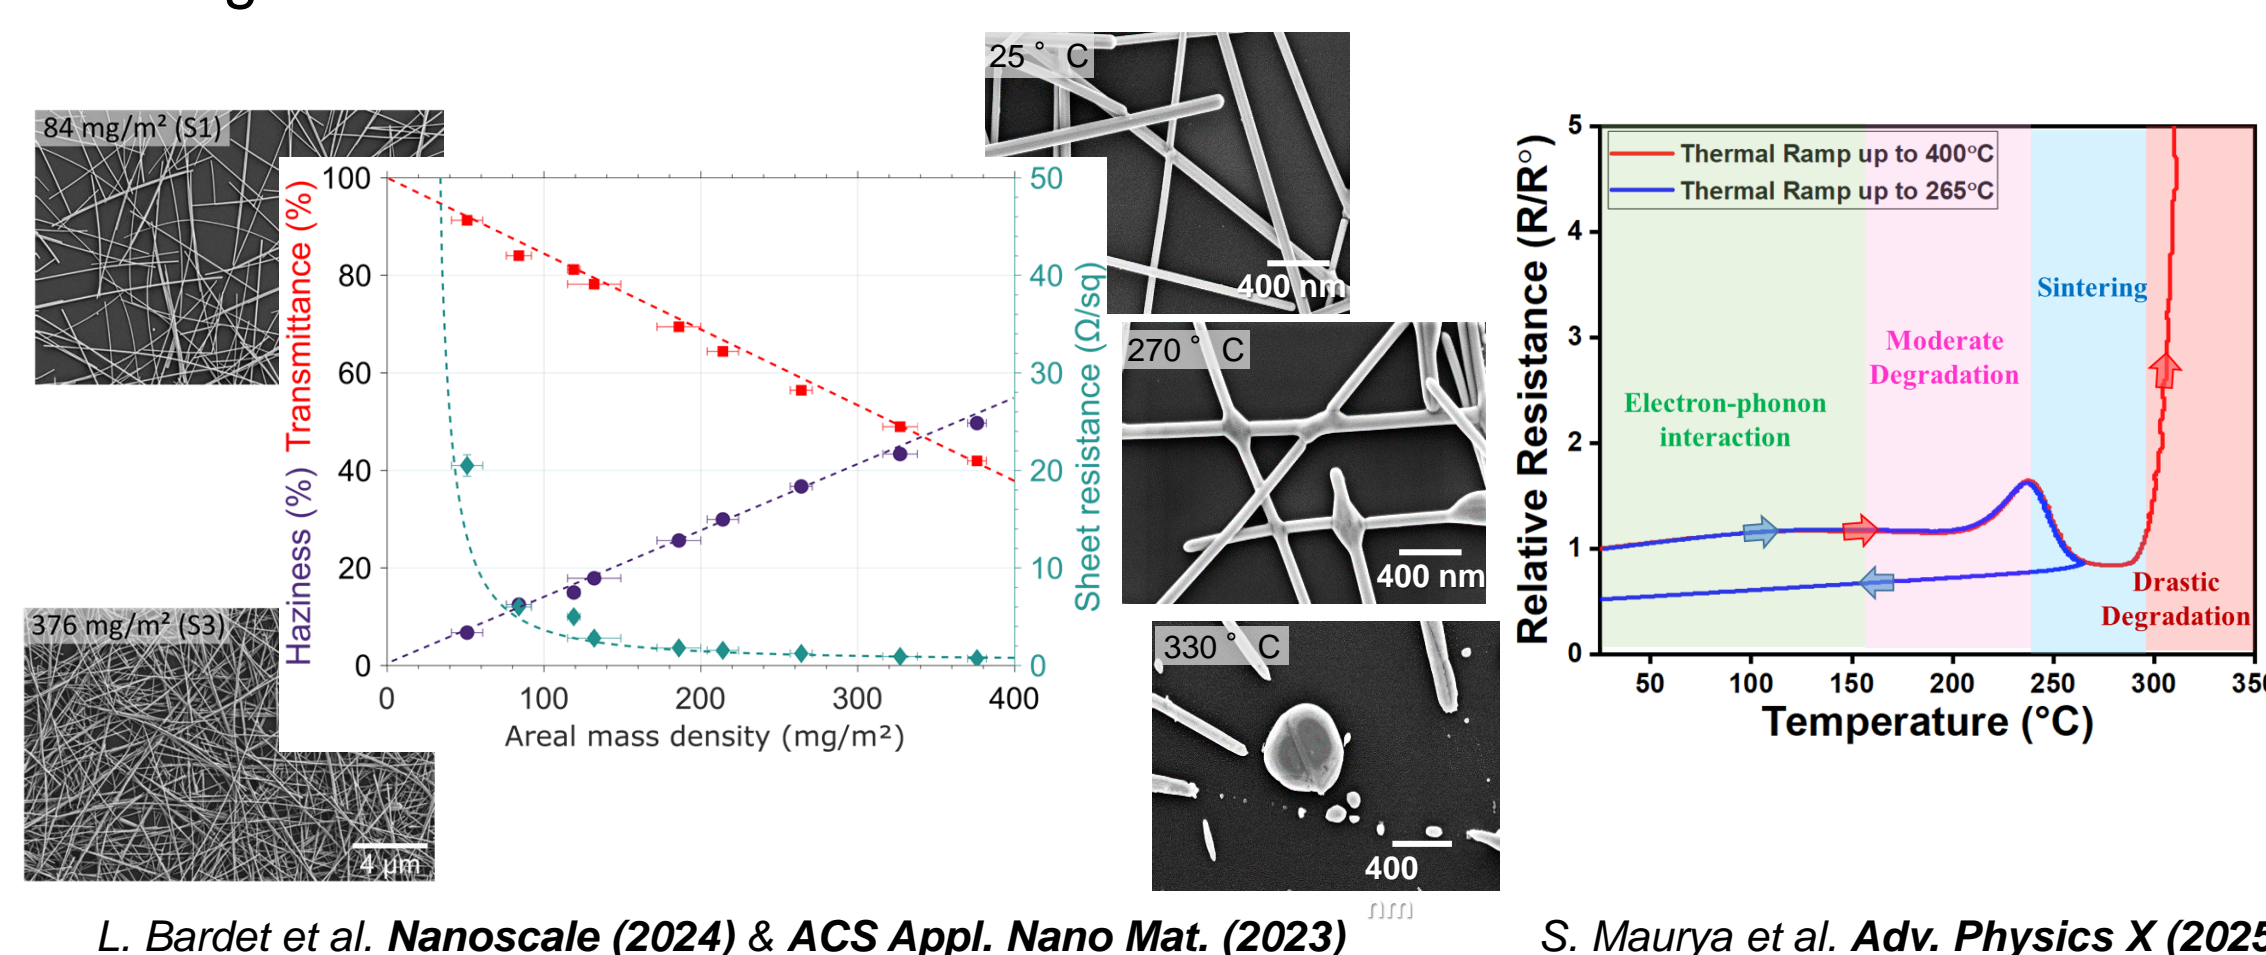 84 mg/m² (S1)
376 mg/m² (S3)
4 µm
Transmittance (%)
Haziness (%)
100
80
60
40
20
0
0
100
200
300
400
Areal mass density (mg/m²)
50
40
30
20
10
0
Sheet resistance (Ω/sq)
25 ° C
400 nm
270 ° C
400 nm
330 ° C
400
nm
Relative Resistance (R/R°)
5
4
3
2
1
0
Thermal Ramp up to 400°C
Thermal Ramp up to 265°C
Electron-phonon
interaction
Moderate
Degradation
Sintering
Drastic
Degradation
50
100
150
200
250
300
350
Temperature (°C)
L. Bardet et al. Nanoscale (2024) & ACS Appl. Nano Mat. (2023)
S. Maurya et al. Adv. Physics X (2025